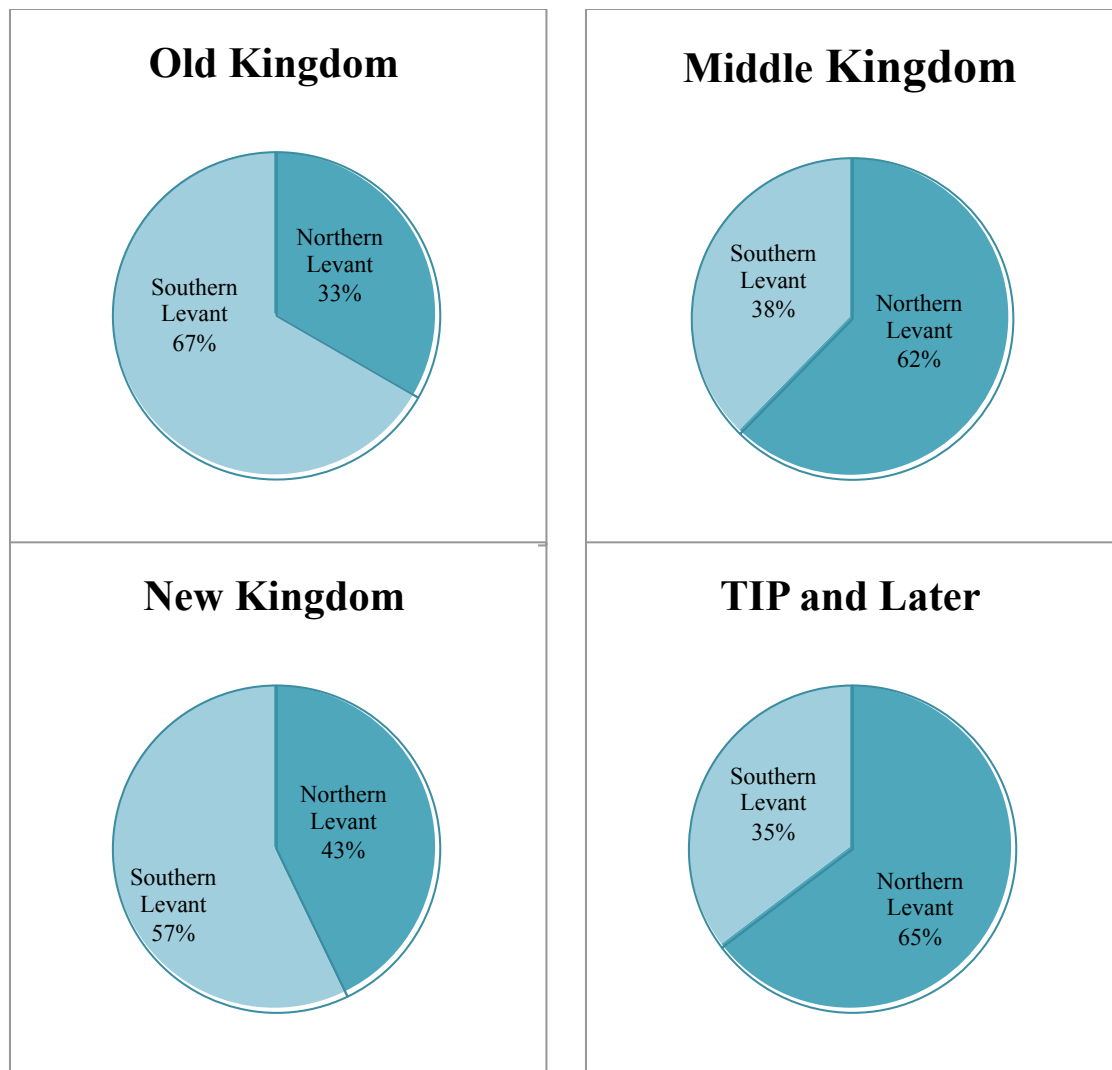 Old Kingdom
Northern
Levant
33%
Southern
Levant
67%
Middle Kingdom
Southern
Levant
38%
Northern
Levant
62%
New Kingdom
Northern
Levant
43%
Southern
Levant
57%
TIP and Later
Southern
Levant
35%
Northern
Levant
65%